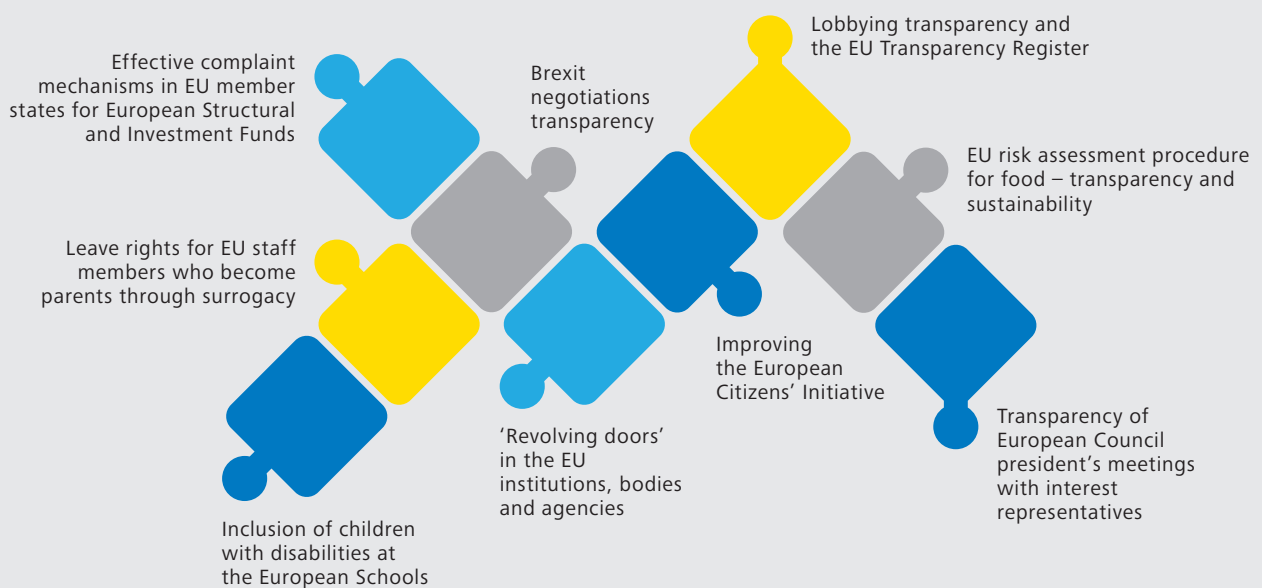 Effective complaint
mechanisms in EU member
states for European Structural
and Investment Funds
Brexit
negotiations
transparency
Lobbying transparency and
the EU Transparency Register
EU risk assessment procedure
for food – transparency and
sustainability
Leave rights for EU staff
members who become
parents through surrogacy
Improving
the European
Citizens’ Initiative
‘Revolving doors’
in the EU
institutions, bodies
and agencies
Transparency of
European Council
president’s meetings
with interest
representatives
Inclusion of children
with disabilities at
the European Schools